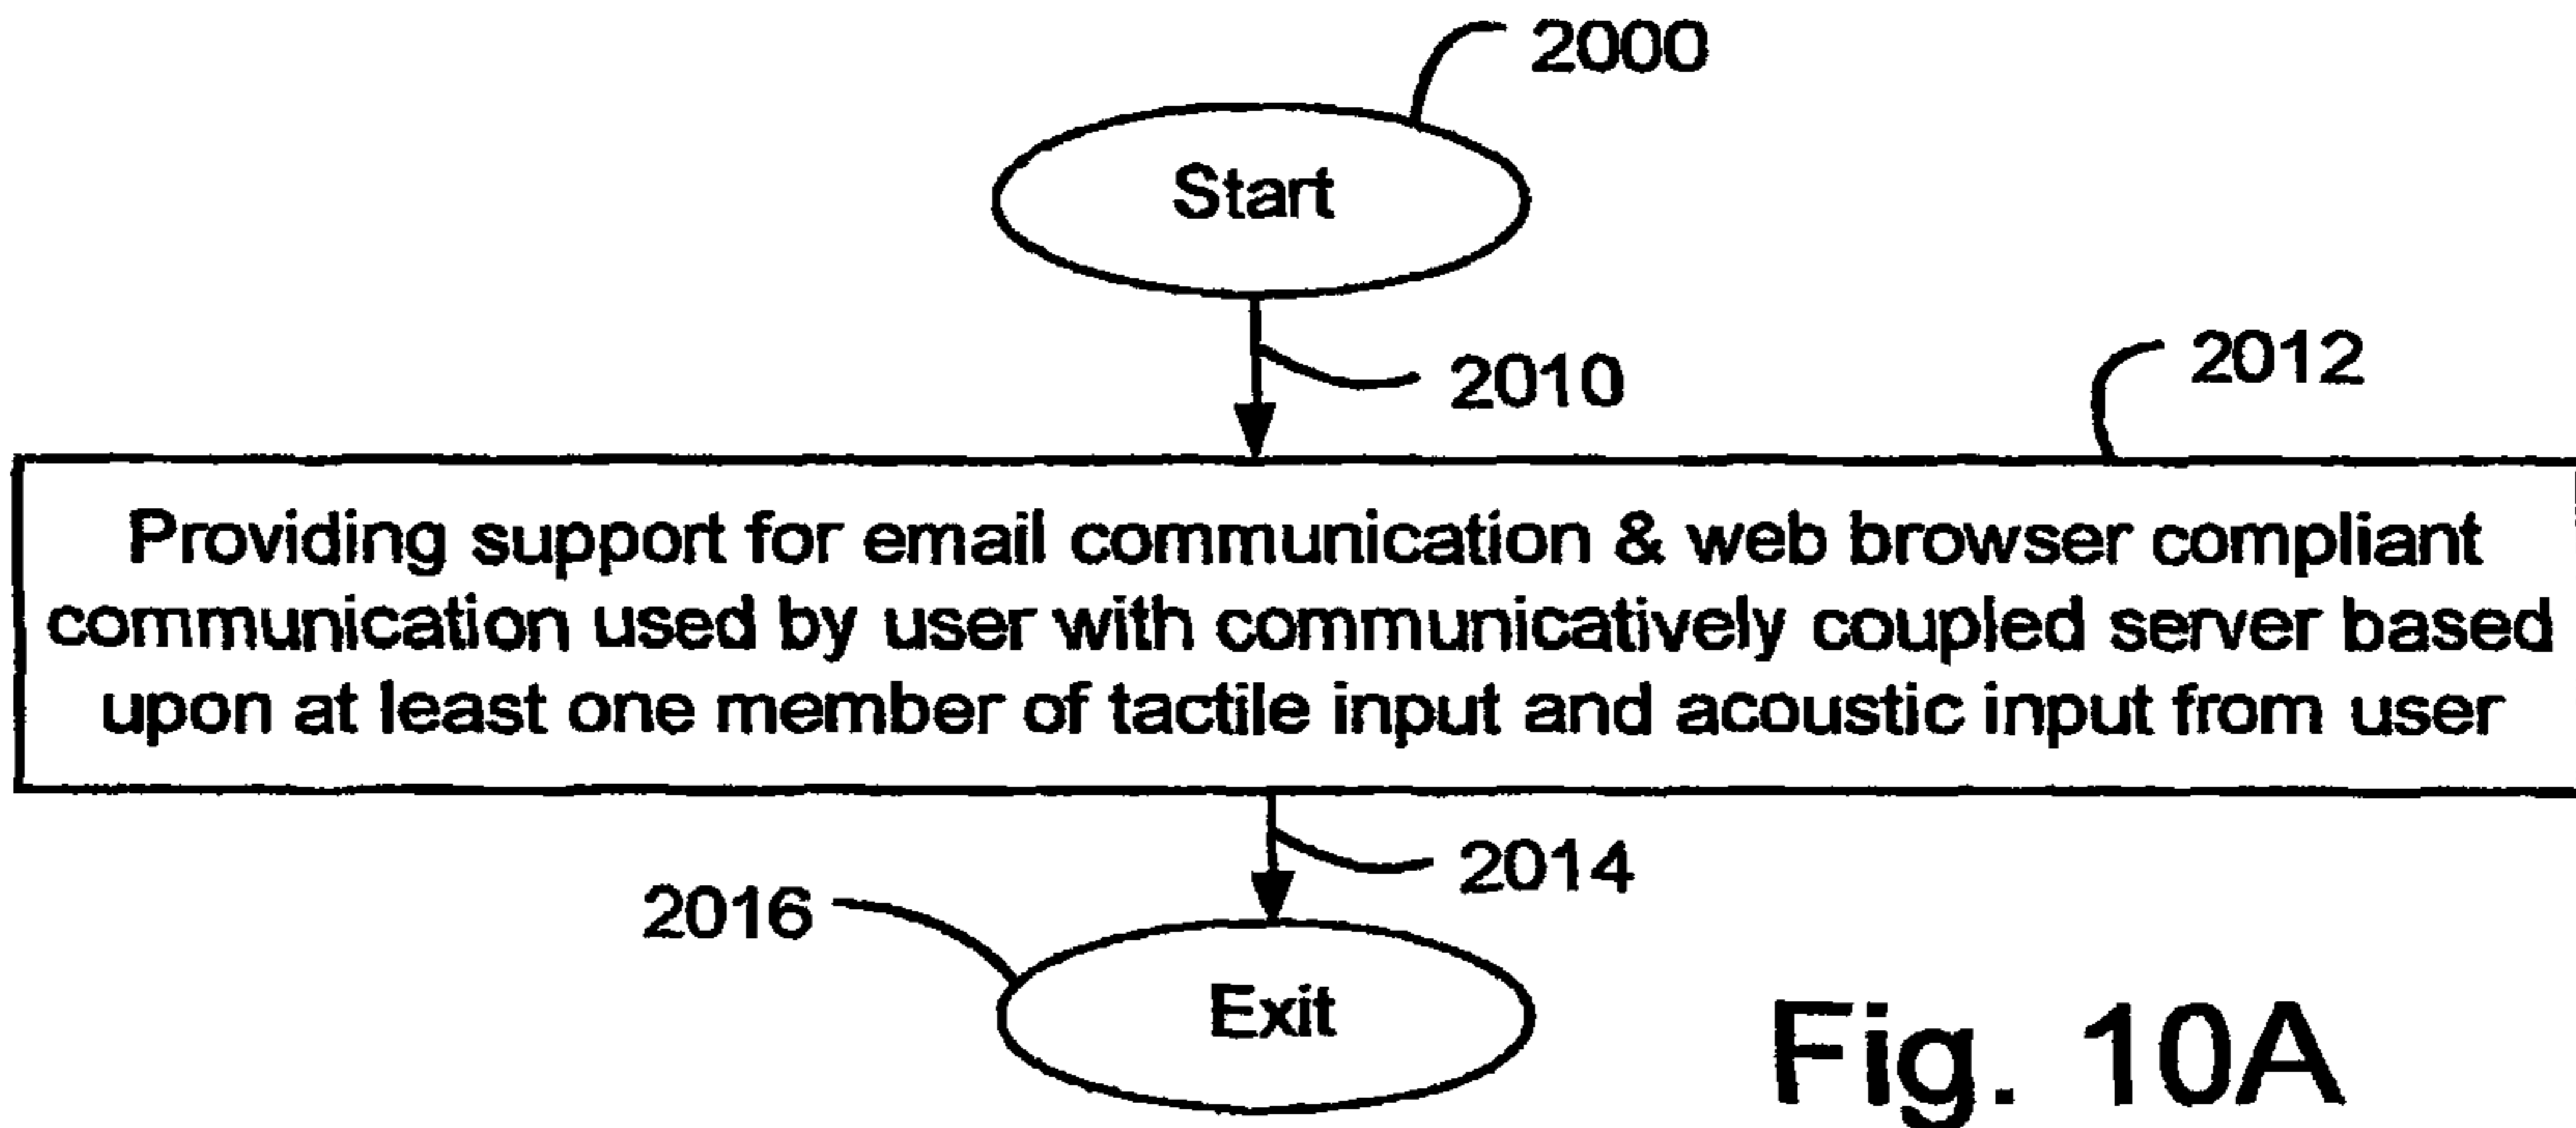 2000
Start
2010
2012
Providing support for email communication & web browser compliant
communication used by user with communicatively coupled server based
upon at least one member of tactile input and acoustic input from user
2014
2016
Exit
Fig. 10A